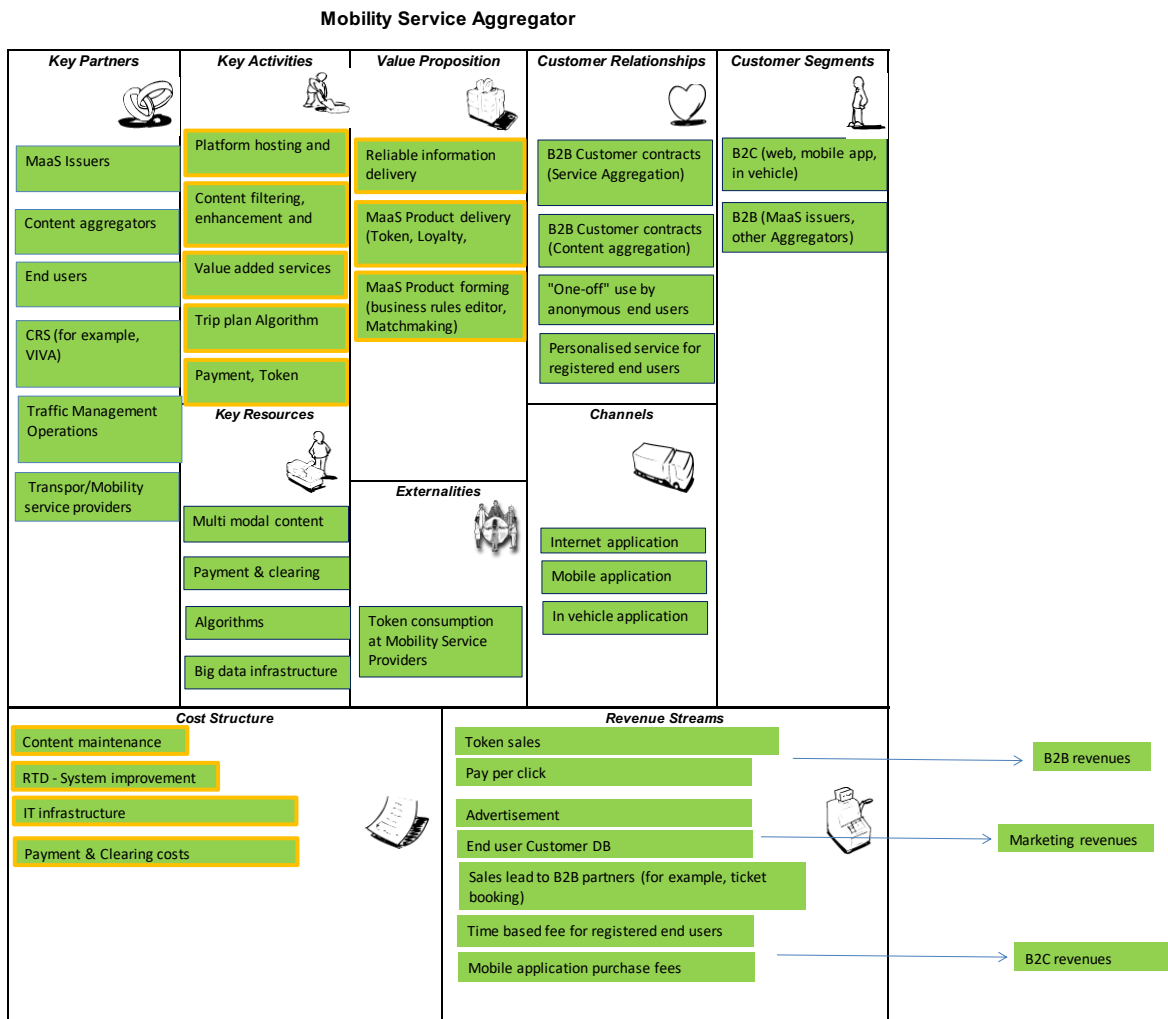 Mobility Service Aggregator
Key Partners
MaaS Issuers
Content aggregators
End users
CRS (for example,
VIVA)
Traffic Management
Operations
Transpor/Mobility
service providers
Key Activities
Platform hosting and
Content filtering,
enhancement and
Value added services
Trip plan Algorithm
Payment, Token
Key Resources
Multi modal content
Payment & clearing
Algorithms
Big data infrastructure
Value Proposition
Reliable information
delivery
MaaS Product delivery
(Token, Loyalty,
MaaS Product forming
(business rules editor,
Matchmaking)
Externalities
Token consumption
at Mobility Service
Providers
Customer Relationships
B2B Customer contracts
(Service Aggregation)
B2B Customer contracts
(Content aggregation)
"One-off" use by
anonymous end users
Personalised service for
registered end users
Channels
Internet application
Mobile application
In vehicle application
Customer Segments
B2C (web, mobile app,
in vehicle)
B2B (MaaS issuers,
other Aggregators)
Cost Structure
Content maintenance
RTD - System improvement
IT infrastructure
Payment & Clearing costs
Revenue Streams
Token sales
Pay per click
Advertisement
End user Customer DB
Sales lead to B2B partners (for example, ticket
booking)
Time based fee for registered end users
Mobile application purchase fees
B2B revenues
Marketing revenues
B2C revenues